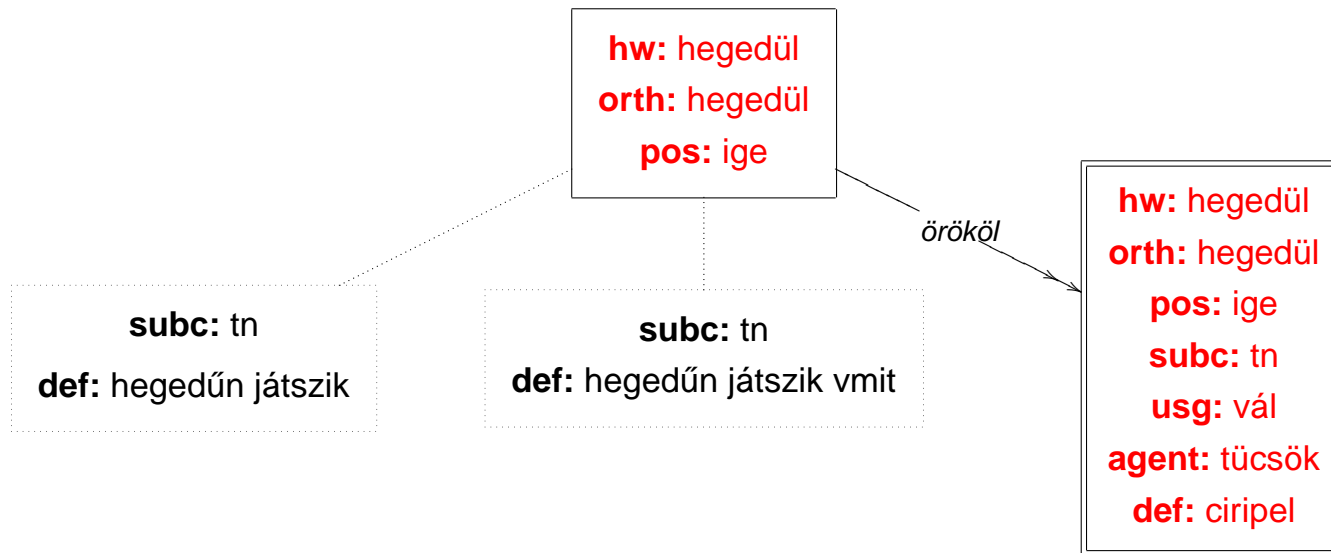 hw: hegedül
orth: hegedül
pos: ige
örököl
subc: tn
def: hegedűn játszik
subc: tn
def: hegedűn játszik vmit
hw: hegedül
orth: hegedül
pos: ige
subc: tn
usg: vál
agent: tücsök
def: ciripel